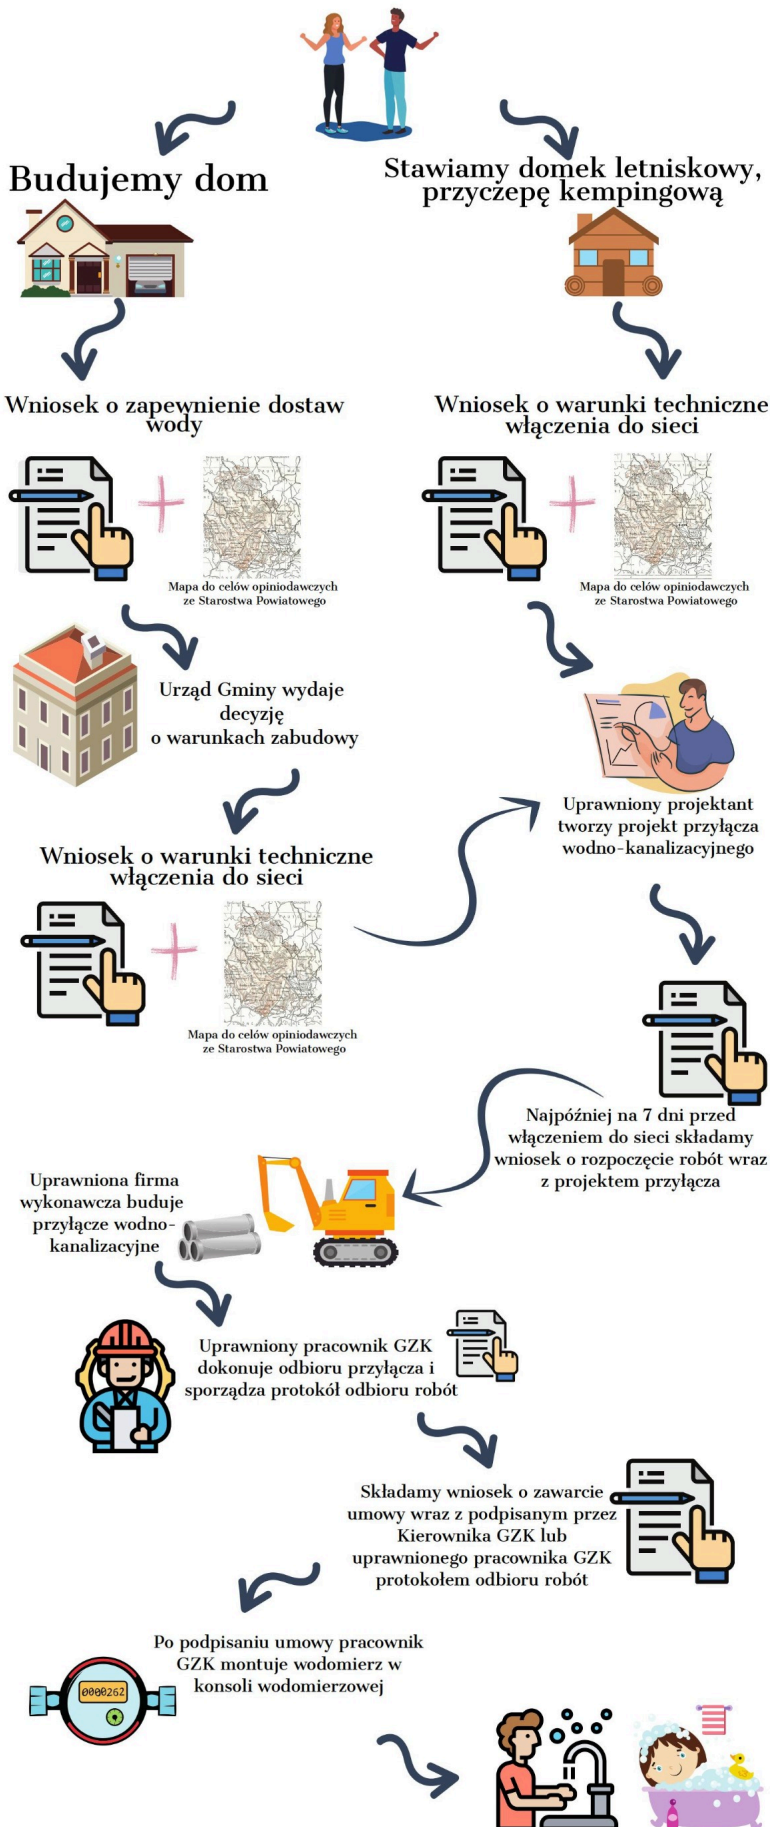 Budujemy dom
Stawiamy domek letniskowy,
przyczepę kempingową
Wniosek o zapewnienie dostaw
wody
Mapa do celów opiniodawczych
ze Starostwa Powiatowego
Wniosek o warunki techniczne
włączenia do sieci
Mapa do celów opiniodawczych
ze Starostwa Powiatowego
Urząd Gminy wydaje
decyzję
o warunkach zabudowy
Wniosek o warunki techniczne
włączenia do sieci
Mapa do celów opiniodawczych
ze Starostwa Powiatowego
Uprawniony projektant
tworzy projekt przyłącza
wodno-kanalizacyjnego
Najpóźniej na 7 dni przed
włączeniem do sieci składamy
wniosek o rozpoczęcie robót wraz
z projektem przyłącza
Uprawniona firma
wykonawcza buduje
przyłącze wodno-
kanalizacyjne
Uprawniony pracownik GZK
dokonuje odbioru przyłącza i
sporządza protokół odbioru robót
Składamy wniosek o zawarcie
umowy wraz z podpisanym przez
Kierownika GZK lub
uprawnionego pracownika GZK
protokołem odbioru robót
Po podpisaniu umowy pracownik
GZK montuje wodomierz w
konsoli wodomierzowej
0000262